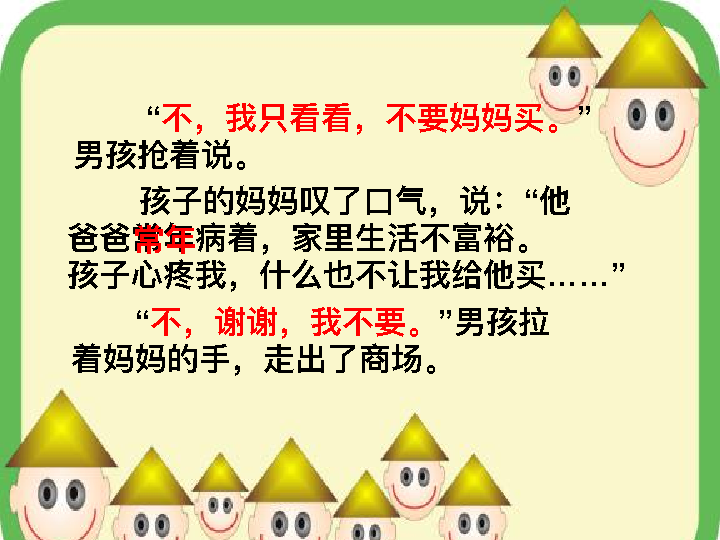 “不，我只看看，不要妈妈买。”
男孩抢着说。
孩子的妈妈叹了口气，说：“他
爸爸常年病着，家里生活不富裕。
孩子心疼我，什么也不让我给他买……”
“不，谢谢，我不要。”男孩拉
着妈妈的手，走出了商场。